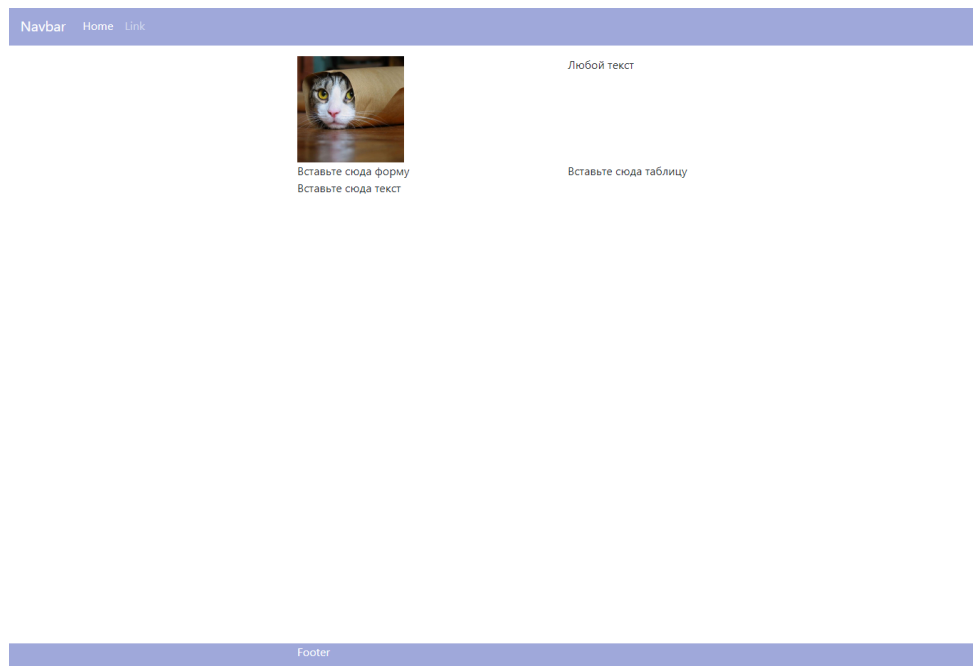 Navbar Home Link
Любой текст
Вставьте сюда форму
Вставьте сюда таблицу
Вставьте сюда текст
Footer